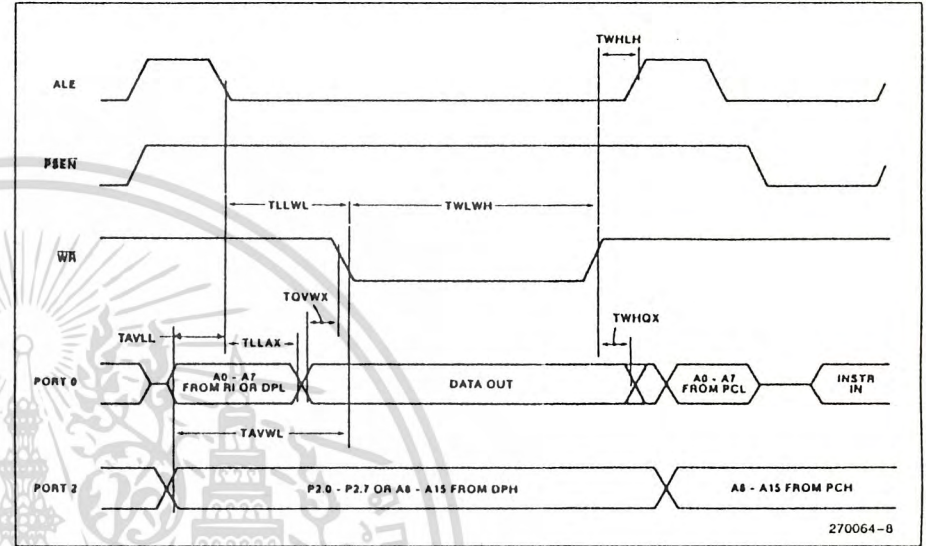 TWHLH
ALE
PSEN
TLLWL
TWLWH
WR
TQVWX
TWHQX
TAVLL
TLLAX
PORT 0
A0 - A7
FROM RI OR DPL
DATA OUT
A0 - A7
FROM PCL
INSTR
IN
TAVWL
PORT 2
P2.0 - P2.7 OR A8 - A15 FROM DPH
A8 - A15 FROM PCH
270064-8